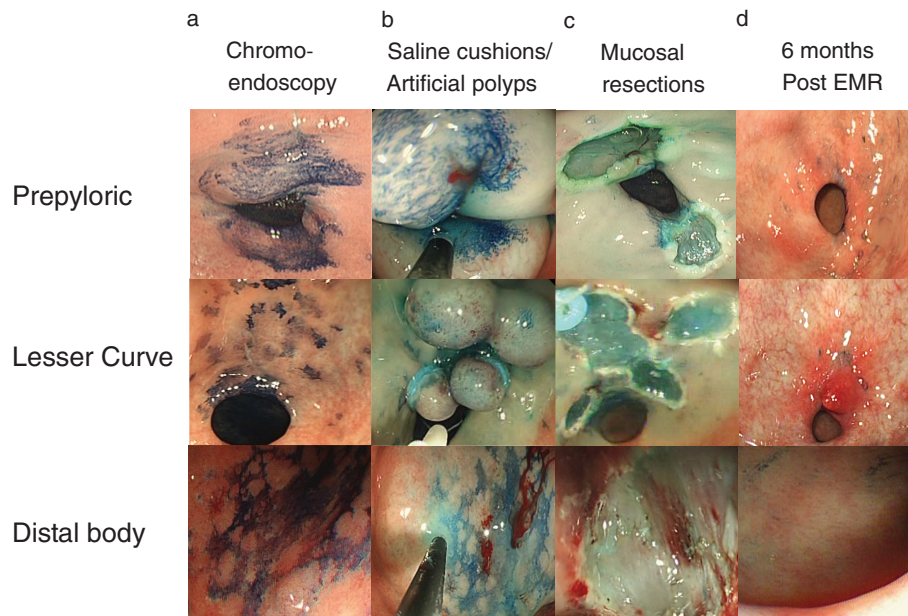 a
b
c
d
Chromo-
endoscopy
Saline cushions/
Artificial polyps
Mucosal
resections
6 months
Post EMR
Prepyloric
Lesser Curve
Distal body